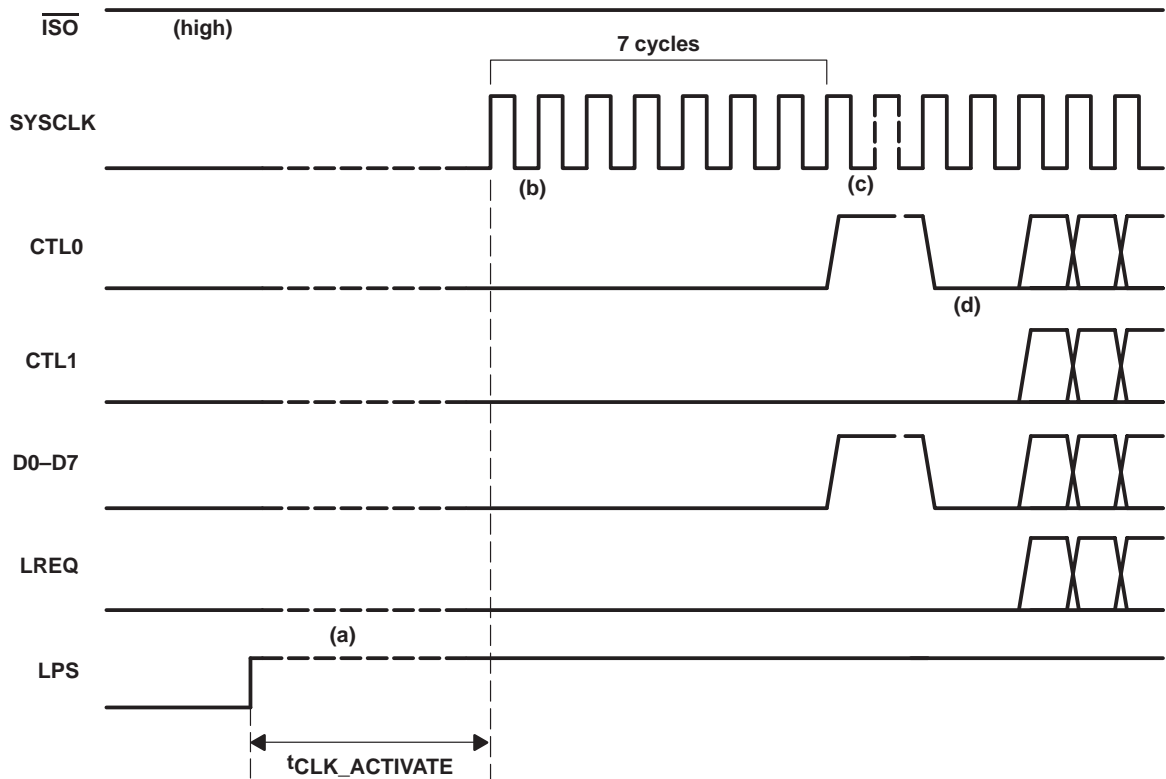 ISO
(high)
7 cycles
SYSCLK
(b)
(c)
CTL0
(d)
CTL1
D0–D7
LREQ
(a)
LPS
tCLK_ACTIVATE